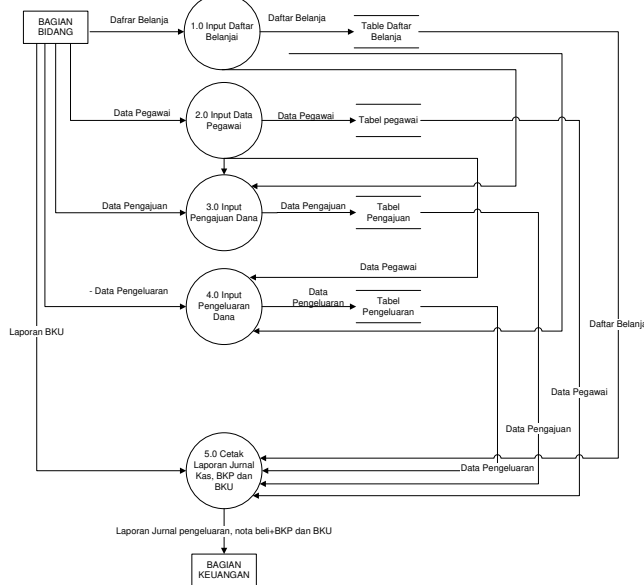 BAGIAN
BIDANG
Dafrar Belanja
1.0 Input Daftar
Belanjai
Daftar Belanja
Table Daftar
Belanja
Data Pegawai
2.0 Input Data
Pegawai
Data Pegawai
Tabel pegawai
Data Pengajuan
3.0 Input
Pengajuan Dana
Data Pengajuan
Tabel
Pengajuan
Data Pegawai
- Data Pengeluaran
4.0 Input
Pengeluaran
Dana
Data
Pengeluaran
Tabel
Pengeluaran
Laporan BKU
Daftar Belanja
Data Pegawai
Data Pengajuan
5.0 Cetak
Laporan Jurnal
Kas, BKP dan
BKU
Data Pengeluaran
Laporan Jurnal pengeluaran, nota beli+BKP dan BKU
BAGIAN
KEUANGAN